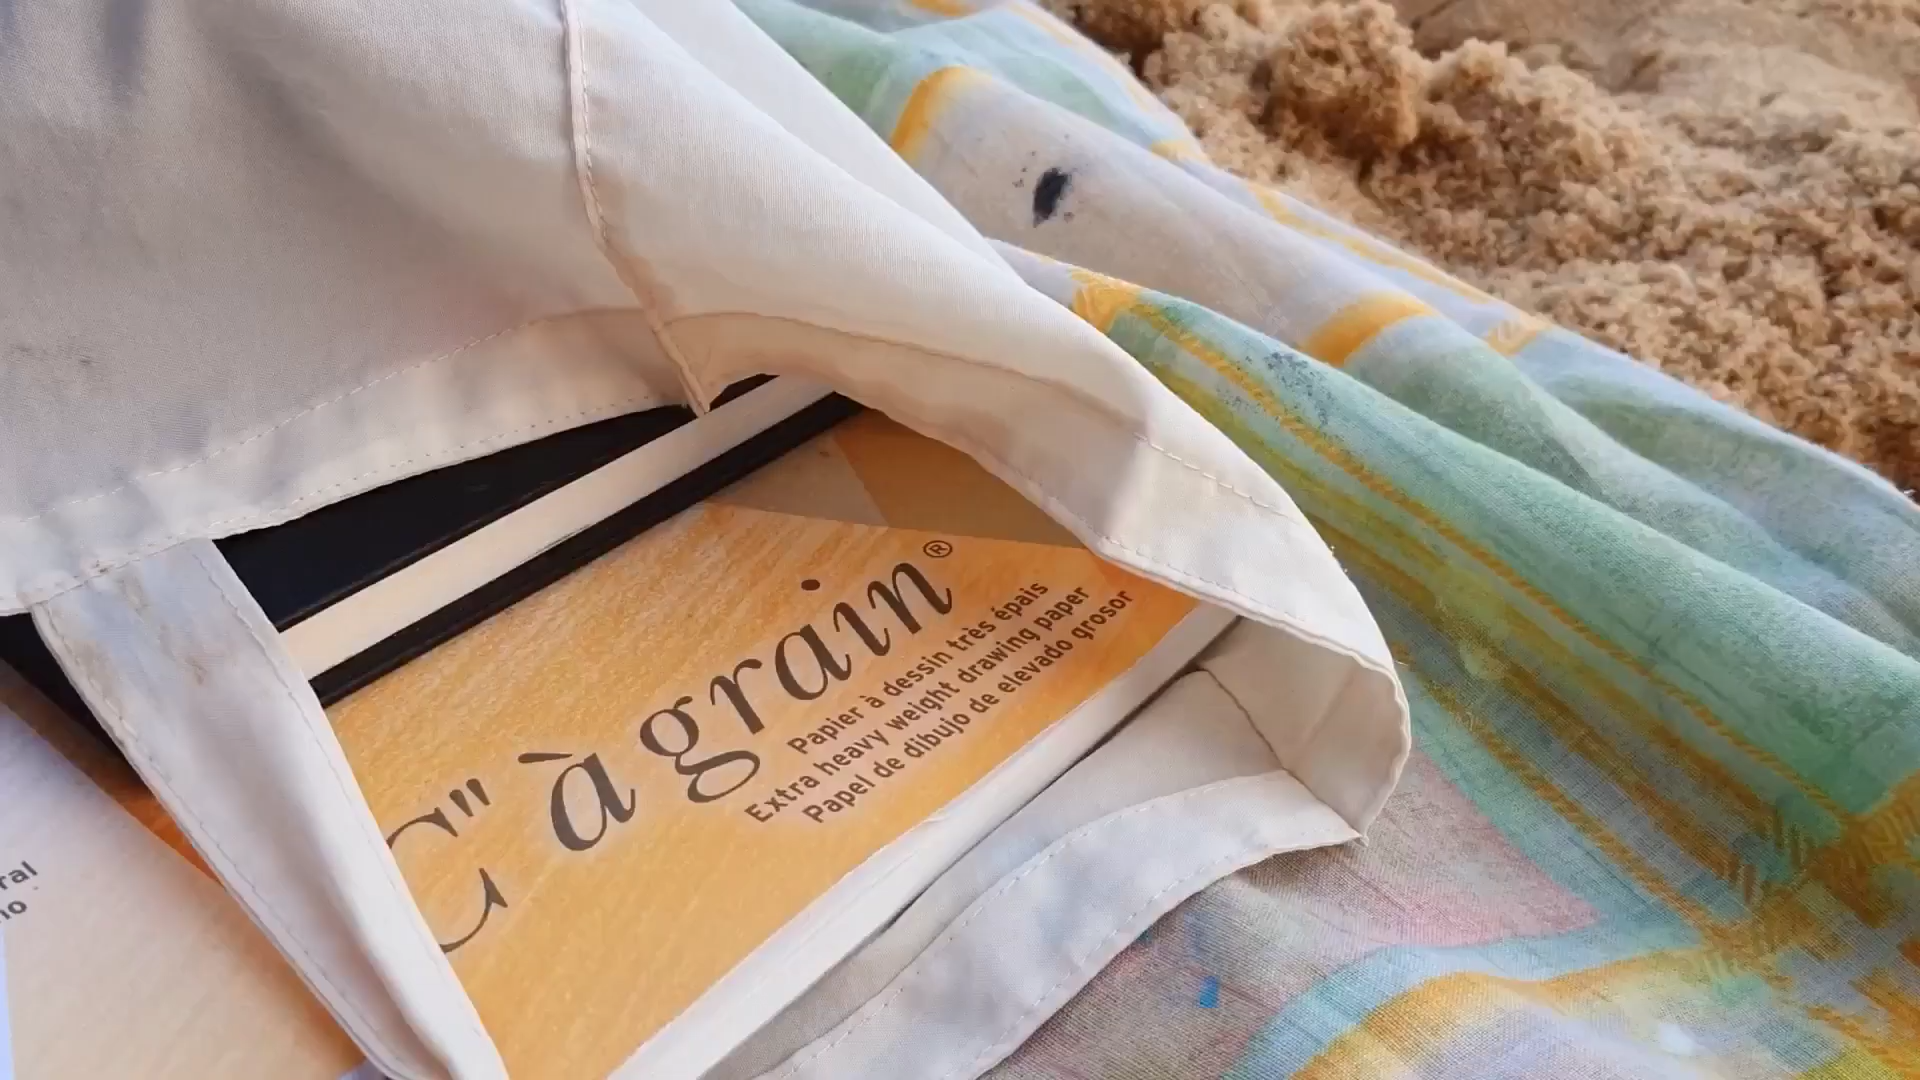 C" à grain®
Papier à dessin très épais
Extra heavy weight drawing paper
Papel de dibujo de elevado grosor